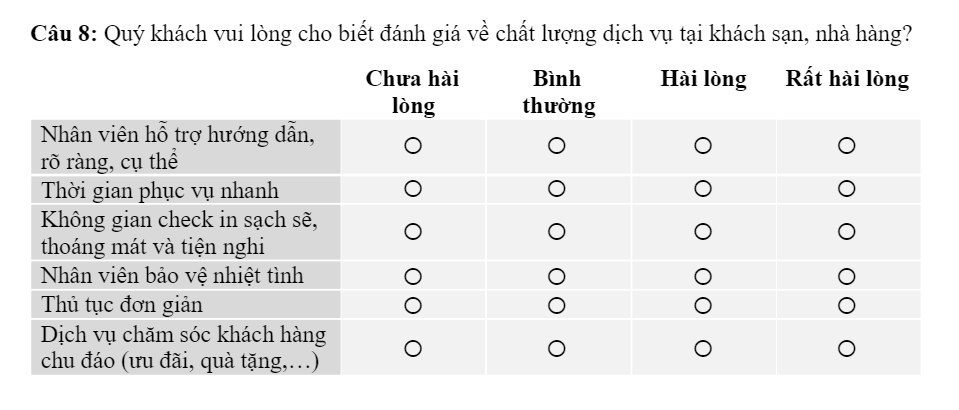 Câu 8: Quý khách vui lòng cho biết đánh giá về chất lượng dịch vụ tại khách sạn, nhà hàng?
Chưa hài lòng
Bình thường
Hài lòng
Rất hài lòng
Nhân viên hỗ trợ hướng dẫn,
rõ ràng, cụ thể
Thời gian phục vụ nhanh
Không gian check in sạch sẽ,
thoáng mát và tiện nghi
Nhân viên bảo vệ nhiệt tình
Thủ tục đơn giản
Dịch vụ chăm sóc khách hàng
chu đáo (ưu đãi, quà tặng,…)